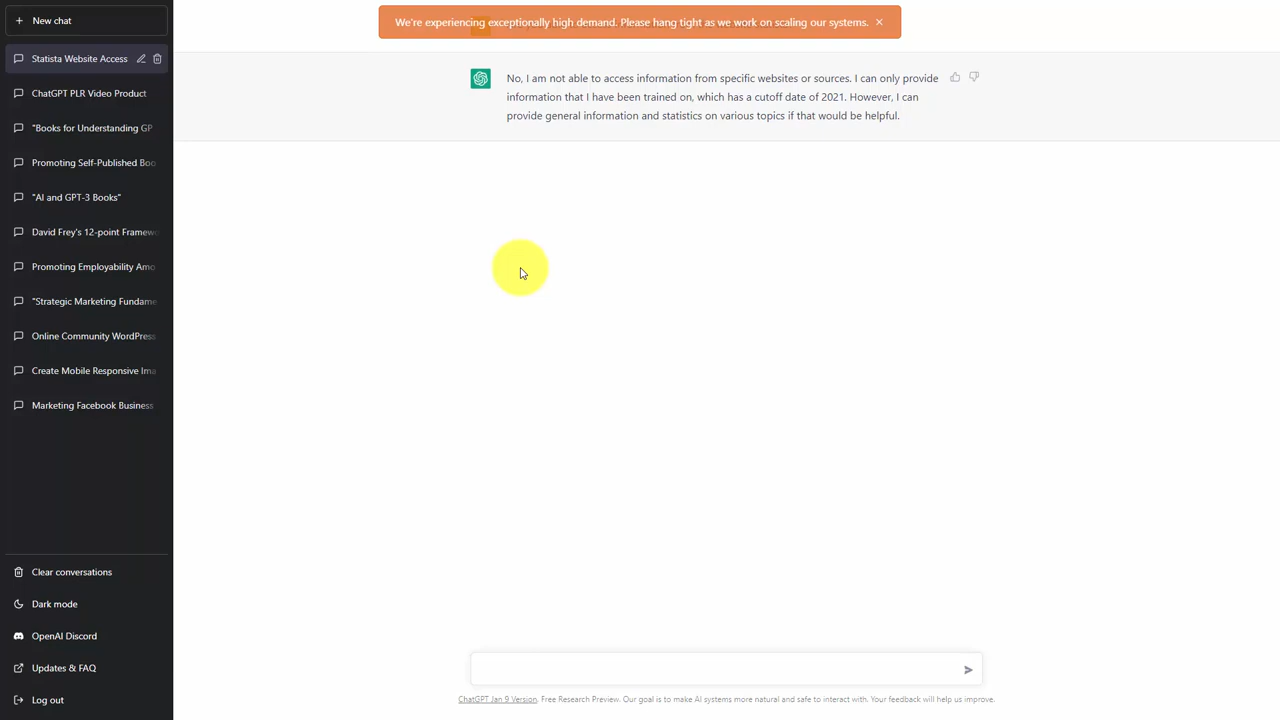 New chat
Statista Website Access
ChatGPT PLR Video Product
"Books for Understanding GP
Promoting Self-Published Boo
"AI and GPT-3 Books"
David Frey's 12-point Framewo
Promoting Employability Amo
"Strategic Marketing Fundame
Online Community WordPress
Create Mobile Responsive Ima
Marketing Facebook Business
Clear conversations
Dark mode
OpenAI Discord
Updates & FAQ
Log out
We're experiencing exceptionally high demand. Please hang tight as we work on scaling our systems.
No, I am not able to access information from specific websites or sources. I can only provide
information that I have been trained on, which has a cutoff date of 2021. However, I can
provide general information and statistics on various topics if that would be helpful.
ChatGPT Jan 9 Version. Free Research Preview. Our goal is to make AI systems more natural and safe to interact with. Your feedback will help us improve.